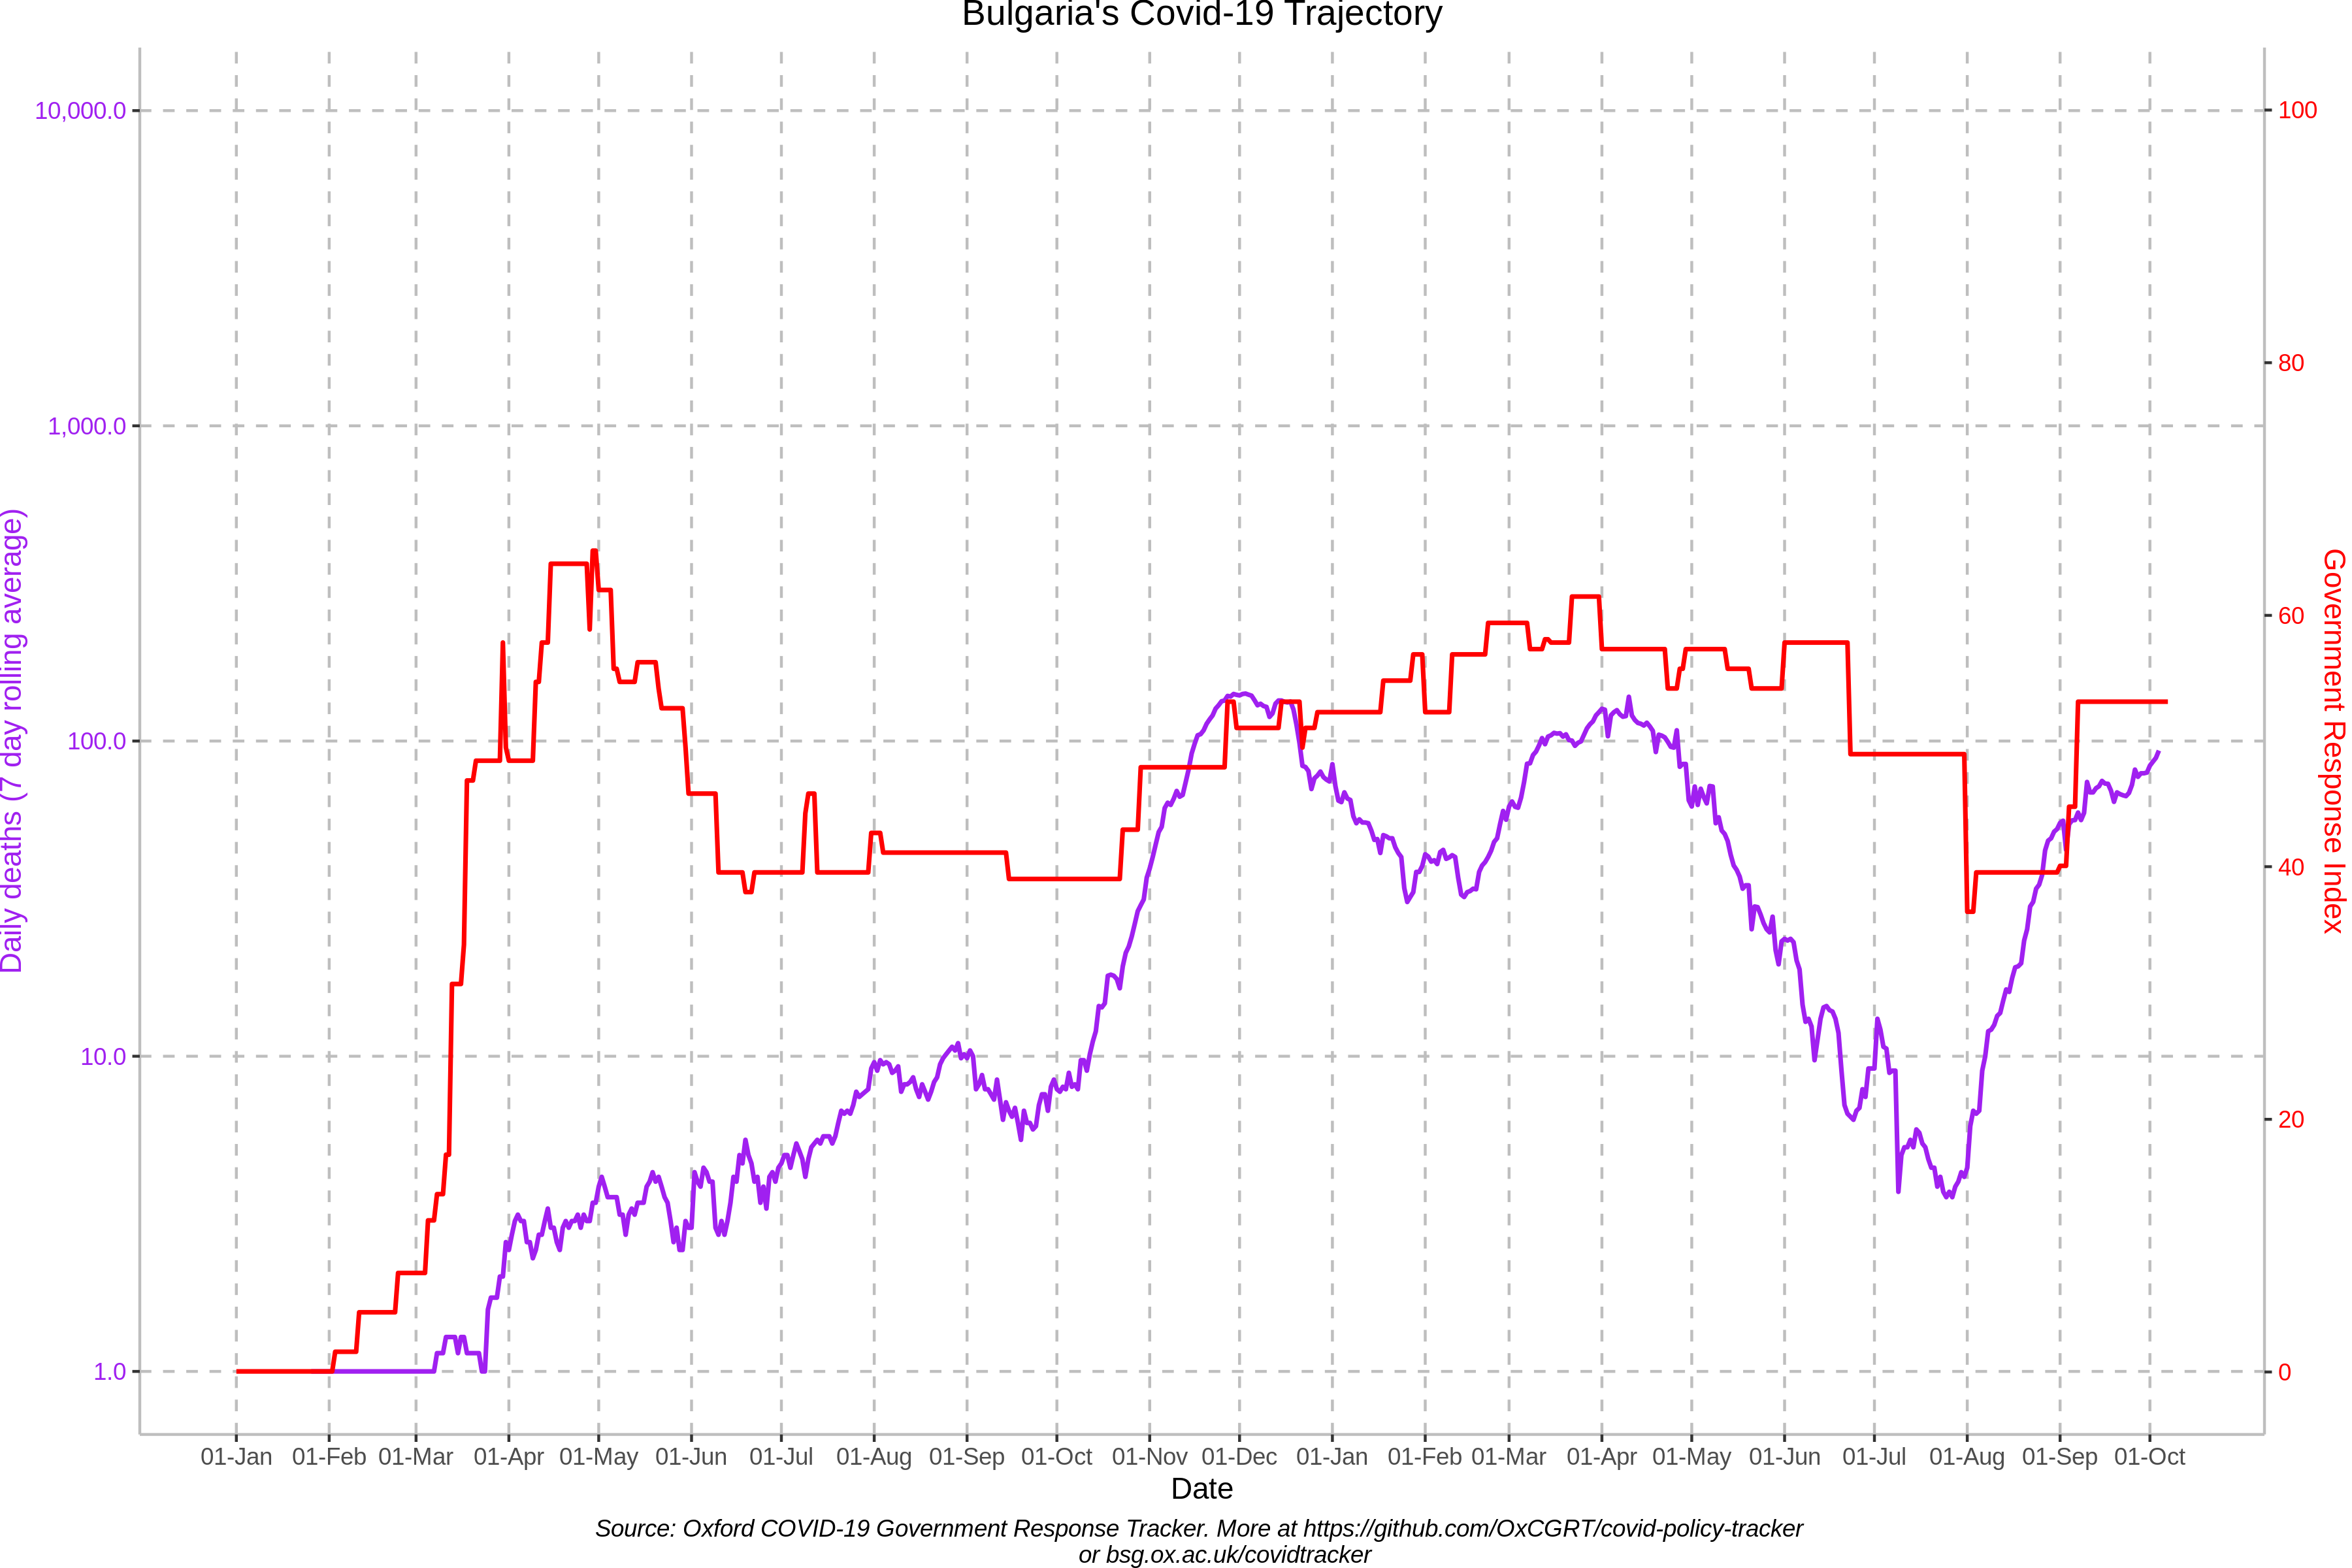 Bulgaria's Covid-19 Trajectory
10,000.0
1,000.0
100.0
10.0
1.0
Daily deaths (7 day rolling average)
100
80
60
40
20
0
Government Response Index
01-Jan 01-Feb 01-Mar 01-Apr 01-May 01-Jun 01-Jul 01-Aug 01-Sep 01-Oct 01-Nov 01-Dec 01-Jan 01-Feb 01-Mar 01-Apr 01-May 01-Jun 01-Jul 01-Aug 01-Sep 01-Oct
Date
Source: Oxford COVID-19 Government Response Tracker. More at https://github.com/OxCGRT/covid-policy-tracker
or bsg.ox.ac.uk/covidtracker